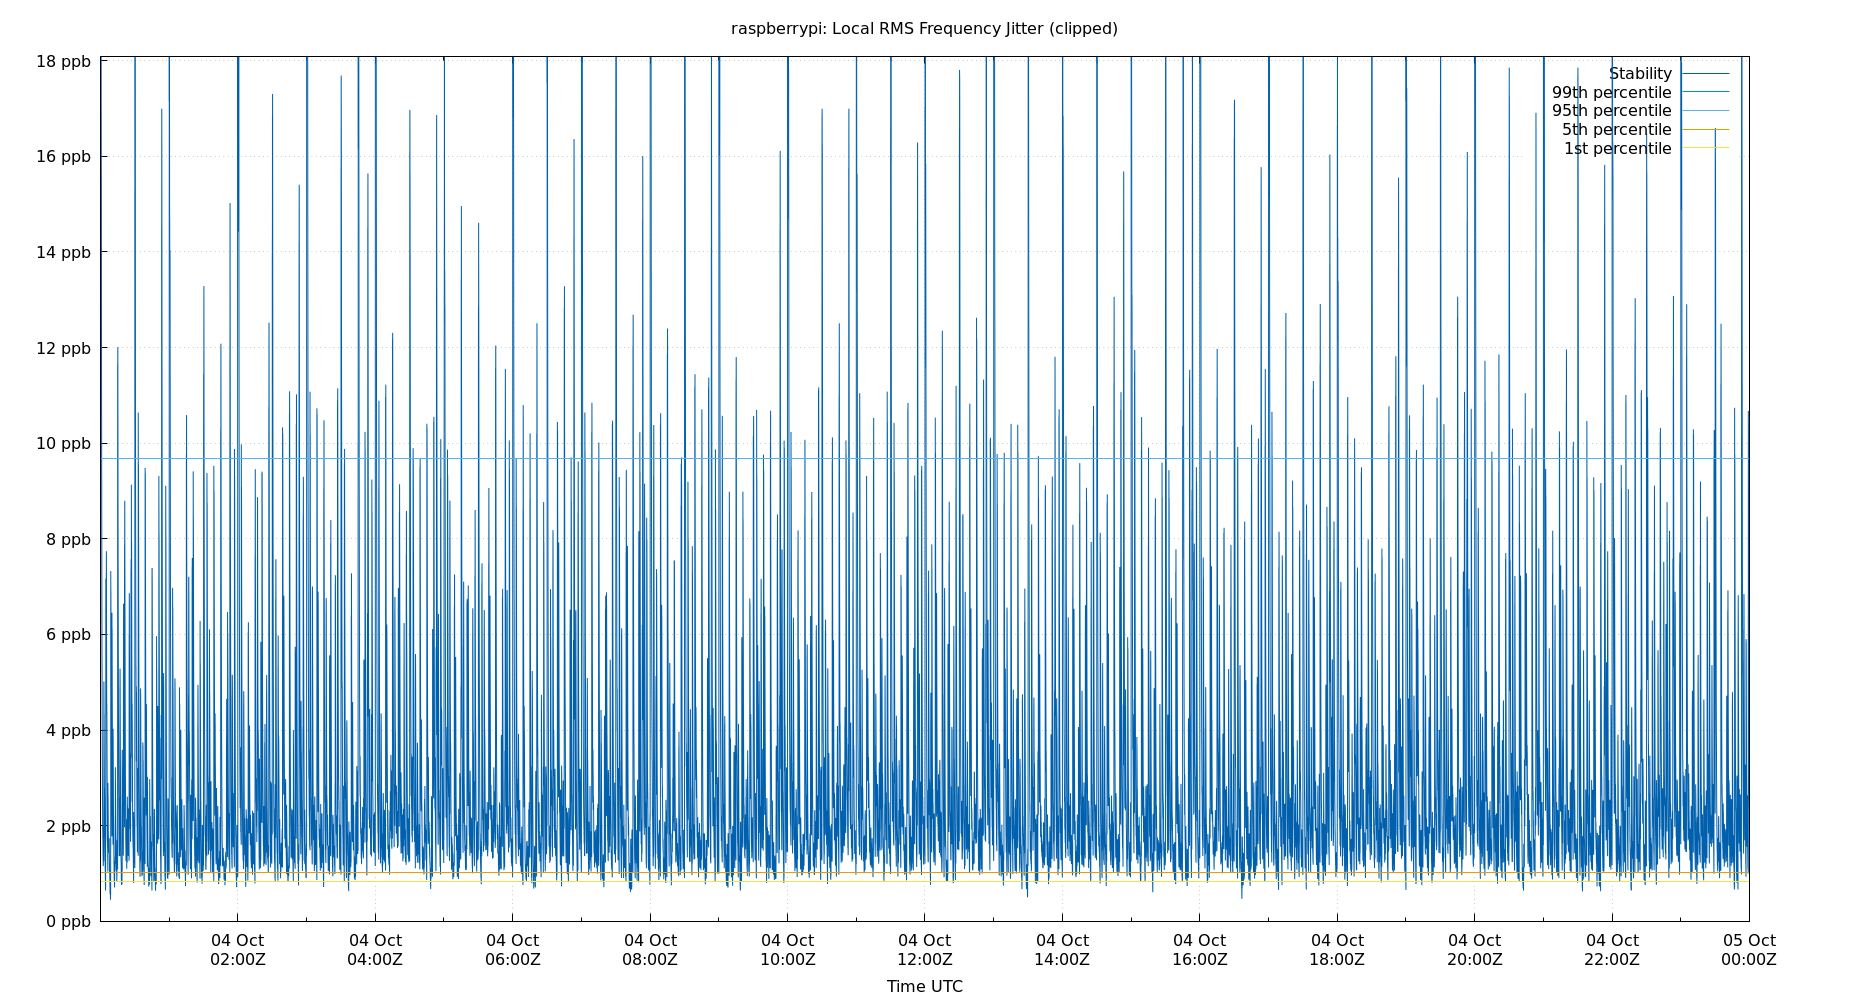 raspberrypi: Local RMS Frequency Jitter (clipped)
18 ppb
16 ppb
14 ppb
12 ppb
10 ppb
8 ppb
6 ppb
4 ppb
2 ppb
0 ppb
Stability
99th percentile
95th percentile
5th percentile
1st percentile
04 Oct 04 Oct 04 Oct 04 Oct 04 Oct 04 Oct 04 Oct 04 Oct 04 Oct 04 Oct 04 Oct 05 Oct
02:00Z 04:00Z 06:00Z 08:00Z 10:00Z 12:00Z 14:00Z 16:00Z 18:00Z 20:00Z 22:00Z 00:00Z
Time UTC